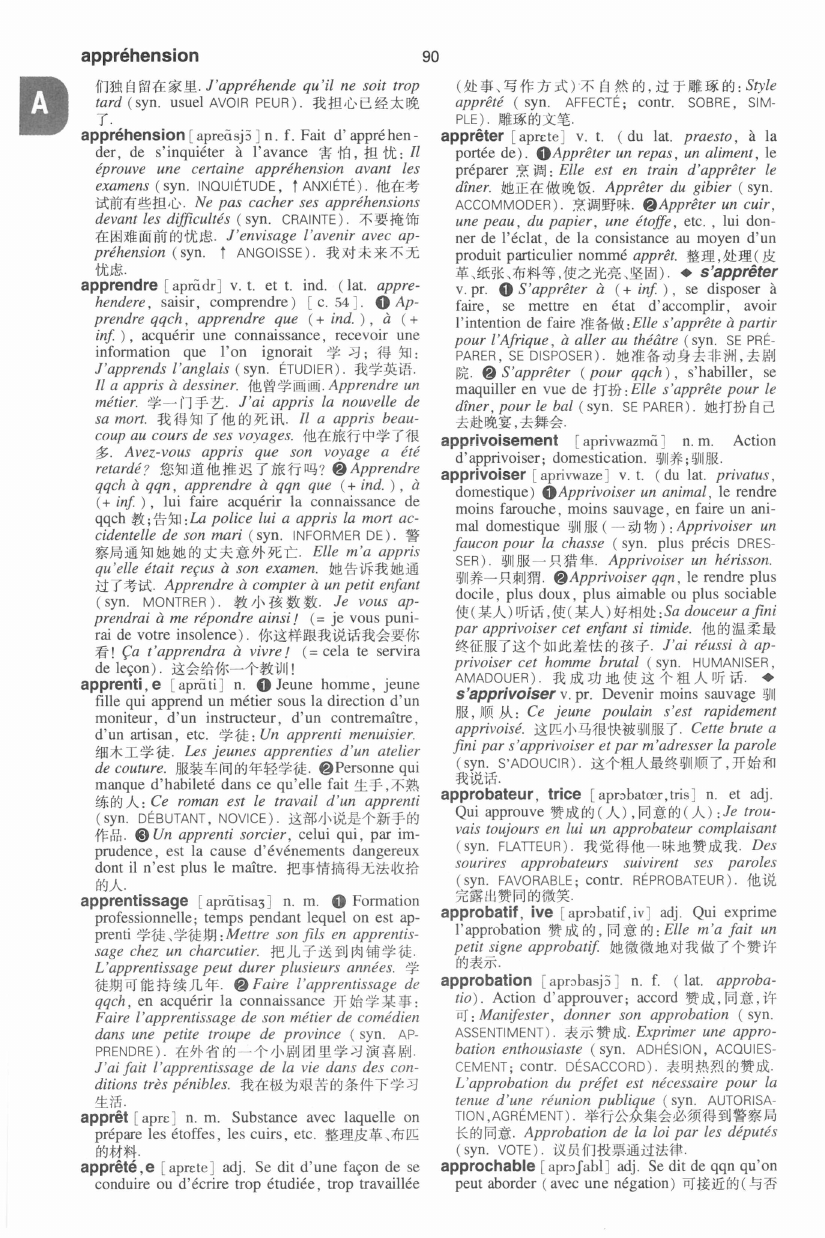 appréhension
90
A
们独自留在家里. J'appréhende qu'il ne soit trop
tard (syn. usuel AVOIR PEUR). 我担心已经太晚
了.
appréhension [apreɑ̃sjɔ̃] n. f. Fait d'appréhen-
der, de s'inquiéter à l'avance 害怕, 担忧: Il
éprouve une certaine appréhension avant les
examens (syn. INQUIÉTUDE, ↑ANXIÉTÉ). 他在考
试前有些担心. Ne pas cacher ses appréhensions
devant les difficultés (syn. CRAINTE). 不要掩饰
在困难面前的忧虑. J'envisage l'avenir avec ap-
préhension (syn. ↑ ANGOISSE). 我对未来不无
忧虑.
apprendre [aprɑ̃dr] v. t. et t. ind. (lat. appre-
hendere, saisir, comprendre) [c. 54]. ❶ Ap-
prendre qqch, apprendre que (+ ind.), à (+
inf.), acquérir une connaissance, recevoir une
information que l'on ignorait 学习; 得知:
J'apprends l'anglais (syn. ÉTUDIER). 我学英语.
Il a appris à dessiner. 他曾学画画. Apprendre un
métier. 学一门手艺. J'ai appris la nouvelle de
sa mort. 我得知了他的死讯. Il a appris beau-
coup au cours de ses voyages. 他在旅行中学了很
多. Avez-vous appris que son voyage a été
retardé? 您知道他推迟了旅行吗? ❷ Apprendre
qqch à qqn, apprendre à qqn que (+ ind.), à
(+ inf.), lui faire acquérir la connaissance de
qqch 教;告知: La police lui a appris la mort ac-
cidentelle de son mari (syn. INFORMER DE). 警
察局通知她她的丈夫意外死亡. Elle m'a appris
qu'elle était reçus à son examen. 她告诉我她通
过了考试. Apprendre à compter à un petit enfant
(syn. MONTRER). 教小孩数数. Je vous ap-
prendrai à me répondre ainsi! (= je vous puni-
rai de votre insolence). 你这样跟我说话我会要你
看! Ça t'apprendra à vivre! (= cela te servira
de leçon). 这会给你一个教训!
apprenti, e [aprɑ̃ti] n. ❶ Jeune homme, jeune
fille qui apprend un métier sous la direction d'un
moniteur, d'un instructeur, d'un contremaître,
d'un artisan, etc. 学徒: Un apprenti menuisier.
细木工学徒. Les jeunes apprenties d'un atelier
de couture. 服装车间的年轻学徒. ❷Personne qui
manque d'habileté dans ce qu'elle fait 生手,不熟
练的人: Ce roman est le travail d'un apprenti
(syn. DÉBUTANT, NOVICE). 这部小说是个新手的
作品. ❸ Un apprenti sorcier, celui qui, par im-
prudence, est la cause d'événements dangereux
dont il n'est plus le maître. 把事情搞得无法收拾
的人.
apprentissage [aprɑ̃tisaʒ] n. m. ❶ Formation
professionnelle; temps pendant lequel on est ap-
prenti 学徒、学徒期: Mettre son fils en apprentis-
sage chez un charcutier. 把儿子送到肉铺学徒.
L'apprentissage peut durer plusieurs années. 学
徒期可能持续几年. ❷ Faire l'apprentissage de
qqch, en acquérir la connaissance 开始学某事:
Faire l'apprentissage de son métier de comédien
dans une petite troupe de province (syn. AP-
PRENDRE). 在外省的一个小剧团里学习演喜剧.
J'ai fait l'apprentissage de la vie dans des con-
ditions très pénibles. 我在极为艰苦的条件下学习
生活.
apprêt [aprɛ] n. m. Substance avec laquelle on
prépare les étoffes, les cuirs, etc. 整理皮革、布匹
的材料.
apprêté,e [aprɛte] adj. Se dit d'une façon de se
conduire ou d'écrire trop étudiée, trop travaillée
(处事、写作方式)不自然的,过于雕琢的: Style
apprêté (syn. AFFECTÉ; contr. SOBRE, SIM-
PLE). 雕琢的文笔.
apprêter [aprɛte] v. t. (du lat. praesto, à la
portée de). ❶Apprêter un repas, un aliment, le
préparer 烹调: Elle est en train d'apprêter le
dîner. 她正在做晚饭. Apprêter du gibier (syn.
ACCOMMODER). 烹调野味. ❷Apprêter un cuir,
une peau, du papier, une étoffe, etc., lui don-
ner de l'éclat, de la consistance au moyen d'un
produit particulier nommé apprêt. 整理,处理(皮
革、纸张、布料等,使之光亮、坚固). ◆ s'apprêter
v. pr. ❶ S'apprêter à (+ inf.), se disposer à
faire, se mettre en état d'accomplir, avoir
l'intention de faire 准备做: Elle s'apprête à partir
pour l'Afrique, à aller au théâtre (syn. SE PRÉ-
PARER, SE DISPOSER). 她准备动身去非洲,去剧
院. ❷ S'apprêter (pour qqch), s'habiller, se
maquiller en vue de 打扮: Elle s'apprête pour le
dîner, pour le bal (syn. SE PARER). 她打扮自己
去赴晚宴,去舞会.
apprivoisement [aprivwazmɑ̃] n. m. Action
d'apprivoiser; domestication. 驯养;驯服.
apprivoiser [aprivwaze] v. t. (du lat. privatus,
domestique) ❶Apprivoiser un animal, le rendre
moins farouche, moins sauvage, en faire un ani-
mal domestique 驯服(一动物): Apprivoiser un
faucon pour la chasse (syn. plus précis DRES-
SER). 驯服一只猎隼. Apprivoiser un hérisson.
驯养一只刺猬. ❷Apprivoiser qqn, le rendre plus
docile, plus doux, plus aimable ou plus sociable
使(某人)听话,使(某人)好相处: Sa douceur a fini
par apprivoiser cet enfant si timide. 他的温柔最
终征服了这个如此羞怯的孩子. J'ai réussi à ap-
privoiser cet homme brutal (syn. HUMANISER,
AMADOUER). 我成功地使这个粗人听话. ◆
s'apprivoiser v. pr. Devenir moins sauvage 驯
服,顺从: Ce jeune poulain s'est rapidement
apprivoisé. 这匹小马很快被驯服了. Cette brute a
fini par s'apprivoiser et par m'adresser la parole
(syn. S'ADOUCIR). 这个粗人最终驯顺了,开始和
我说话.
approbateur, trice [aprɔbatœr,tris] n. et adj.
Qui approuve 赞成的(人),同意的(人): Je trou-
vais toujours en lui un approbateur complaisant
(syn. FLATTEUR). 我觉得他一味地赞成我. Des
sourires approbateurs suivirent ses paroles
(syn. FAVORABLE; contr. RÉPROBATEUR). 他说
完露出赞同的微笑.
approbatif, ive [aprɔbatif,iv] adj. Qui exprime
l'approbation 赞成的,同意的: Elle m'a fait un
petit signe approbatif. 她微微地对我做了个赞许
的表示.
approbation [aprɔbasjɔ̃] n. f. (lat. approba-
tio). Action d'approuver; accord 赞成,同意,许
可: Manifester, donner son approbation (syn.
ASSENTIMENT). 表示赞成. Exprimer une appro-
bation enthousiaste (syn. ADHÉSION, ACQUIES-
CEMENT; contr. DÉSACCORD). 表明热烈的赞成.
L'approbation du préfet est nécessaire pour la
tenue d'une réunion publique (syn. AUTORISA-
TION,AGRÉMENT). 举行公众集会必须得到警察局
长的同意. Approbation de la loi par les députés
(syn. VOTE). 议员们投票通过法律.
approchable [aprɔʃabl] adj. Se dit de qqn qu'on
peut aborder (avec une négation) 可接近的(与否